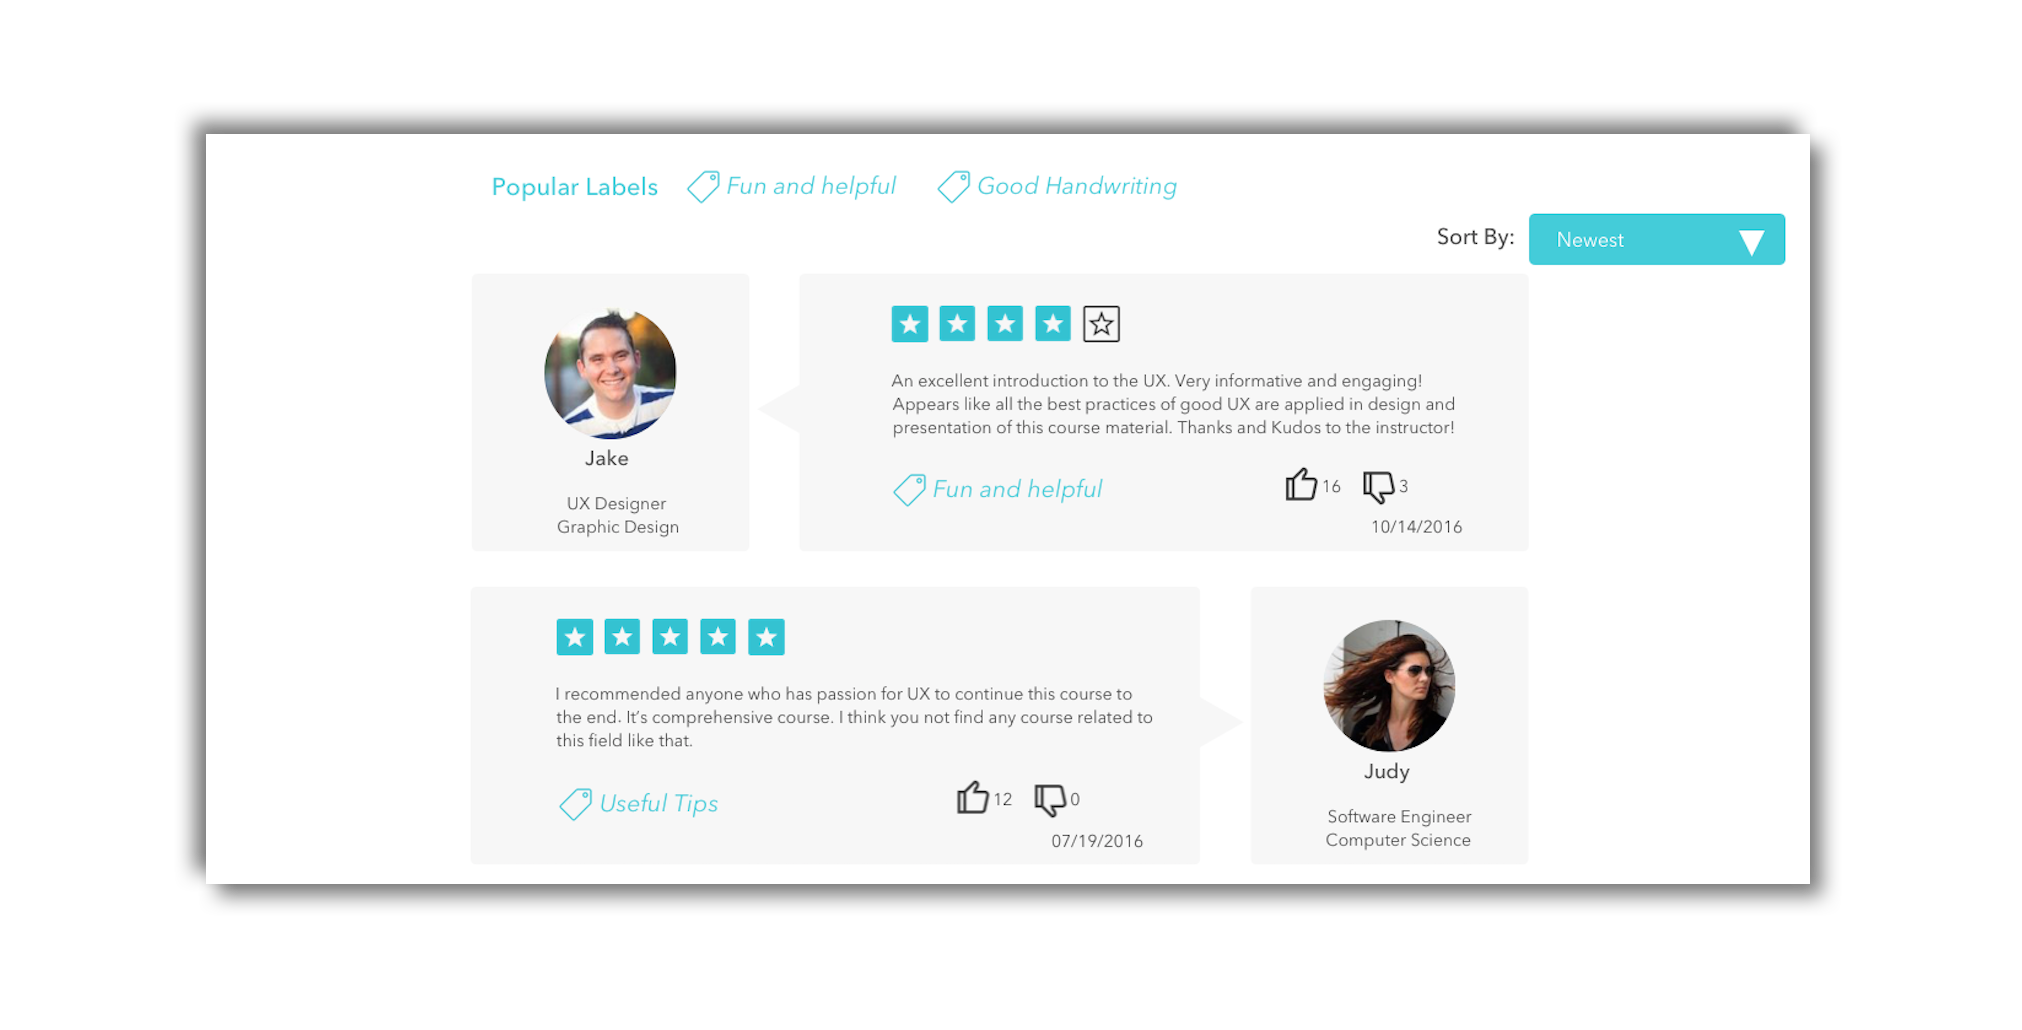 Popular Labels Fun and helpful Good Handwriting
Sort By: Newest
An excellent introduction to the UX. Very informative and engaging!
Appears like all the best practices of good UX are applied in design and
presentation of this course material. Thanks and Kudos to the instructor!
Jake
UX Designer
Graphic Design
Fun and helpful 16 3
10/14/2016
I recommended anyone who has passion for UX to continue this course to
the end. It's comprehensive course. I think you not find any course related to
this field like that.
Useful Tips 12 0
07/19/2016
Judy
Software Engineer
Computer Science